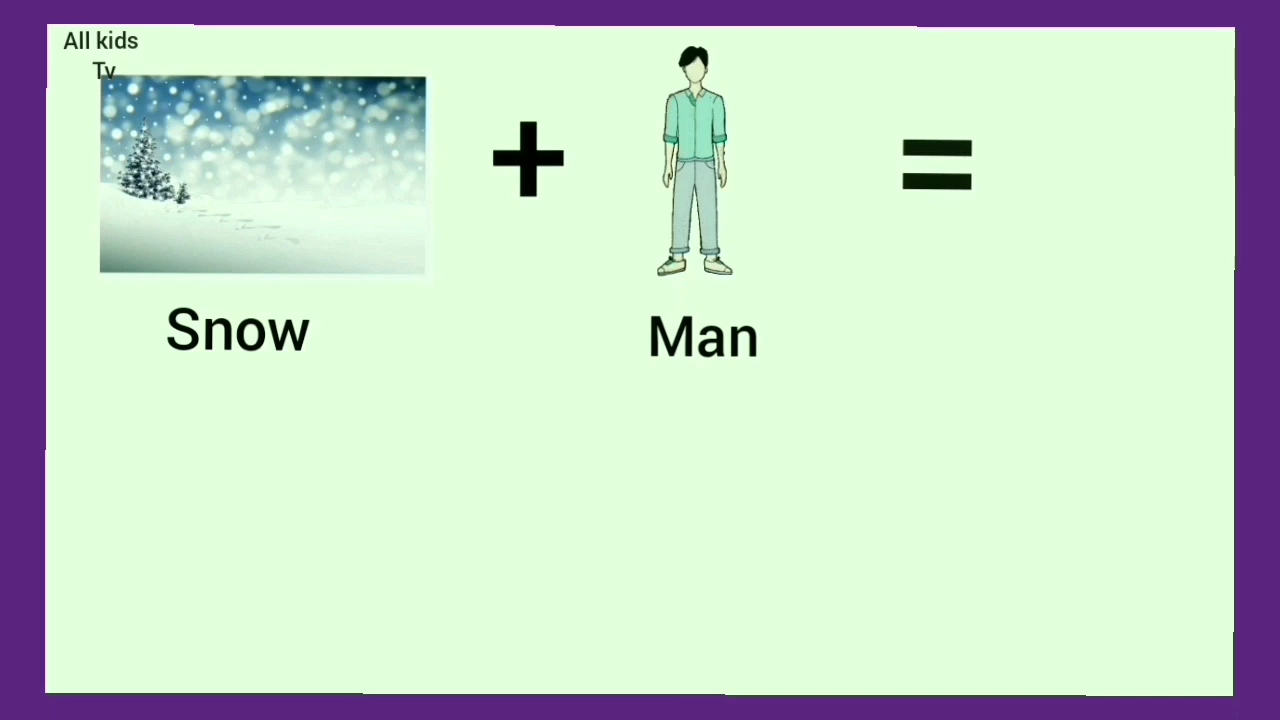 All kids
Tv
+
=
Snow
Man